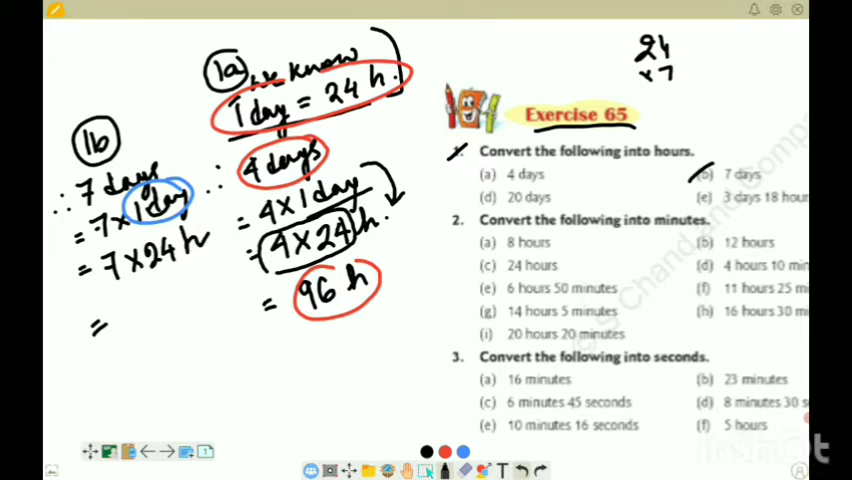 1a
We know
1 day = 24 h.
∴ 4 days
= 4 × 1 day
= 4 × 24 h.
= 96 h
1b
∴ 7 days
= 7 × 1 day
= 7 × 24 h
=
24
× 7
Exercise 65
1. Convert the following into hours.
(a) 4 days
(b) 7 days
(d) 20 days
(e) 3 days 18 hour
2. Convert the following into minutes.
(a) 8 hours
(b) 12 hours
(c) 24 hours
(d) 4 hours 10 min
(e) 6 hours 50 minutes
(f) 11 hours 25 m
(g) 14 hours 5 minutes
(h) 16 hours 30 m
(i) 20 hours 20 minutes
3. Convert the following into seconds.
(a) 16 minutes
(b) 23 minutes
(c) 6 minutes 45 seconds
(d) 8 minutes 30 s
(e) 10 minutes 16 seconds
(f) 5 hours
S Chand and Compa